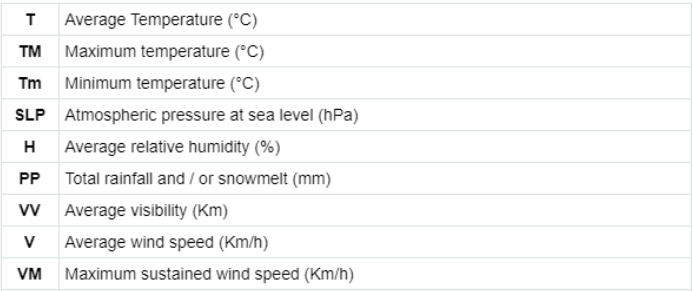 T Average Temperature (°C)
TM Maximum temperature (°C)
Tm Minimum temperature (°C)
SLP Atmospheric pressure at sea level (hPa)
H Average relative humidity (%)
PP Total rainfall and / or snowmelt (mm)
VV Average visibility (Km)
V Average wind speed (Km/h)
VM Maximum sustained wind speed (Km/h)